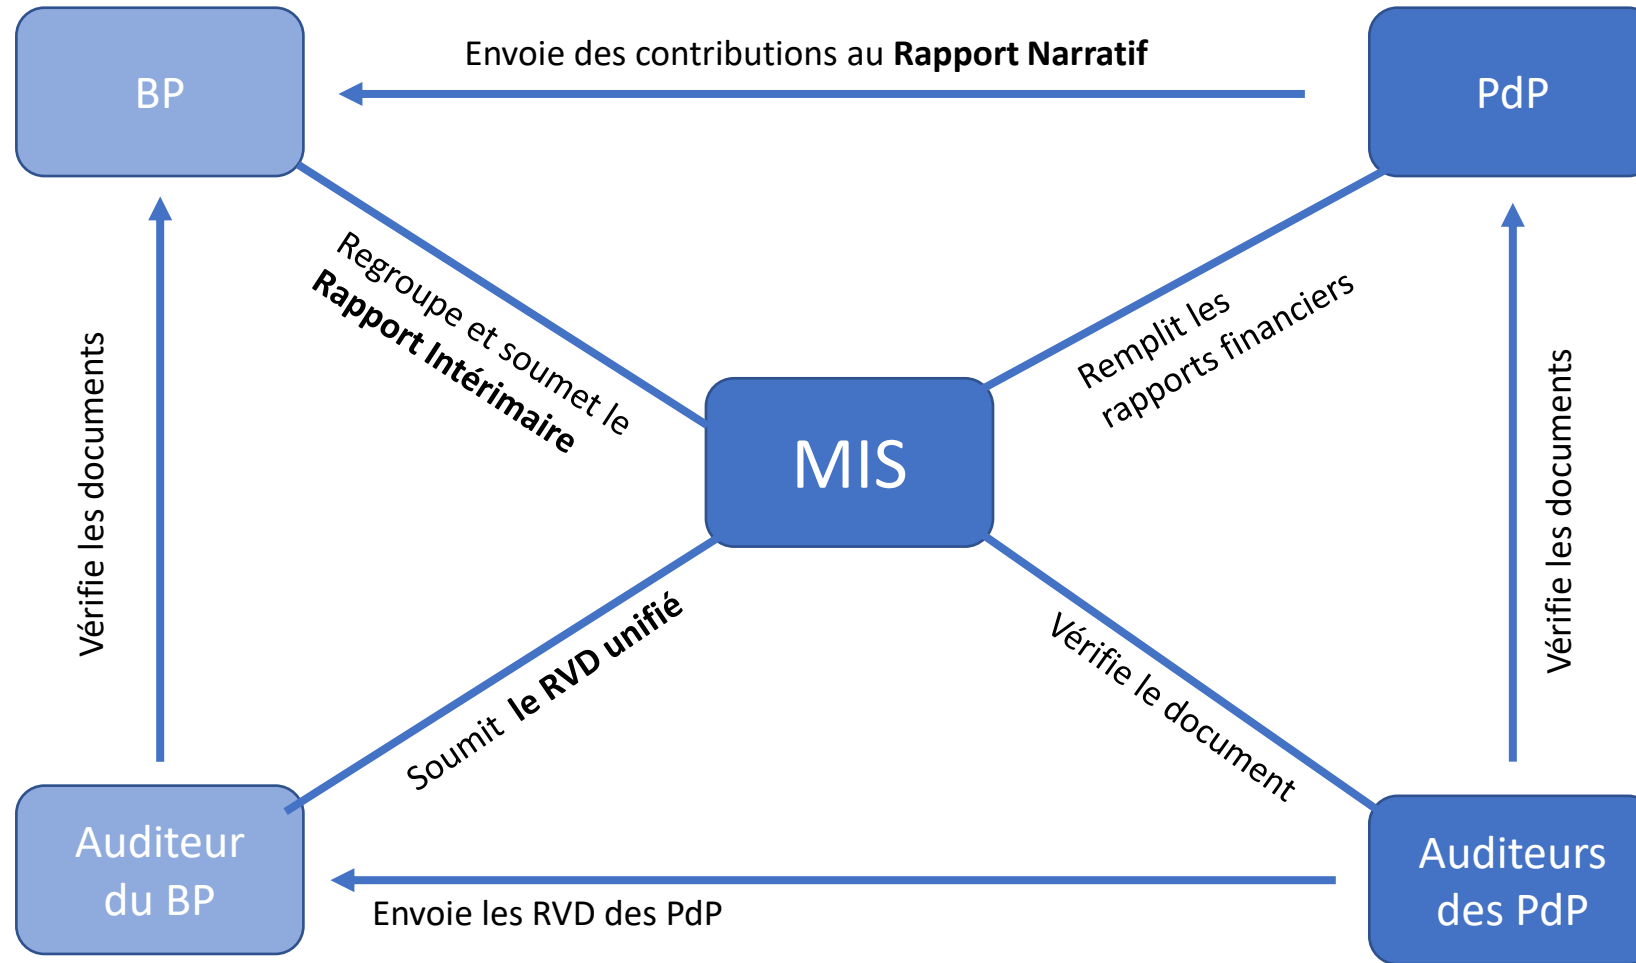 Envoie des contributions au Rapport Narratif
BP
PdP
Regroupe et soumet le
Rapport Intérimaire
Remplit les
rapports financiers
Vérifie les documents
MIS
Vérifie les documents
Soumit le RVD unifié
Vérifie le document
Auditeur
du BP
Auditeurs
des PdP
Envoie les RVD des PdP